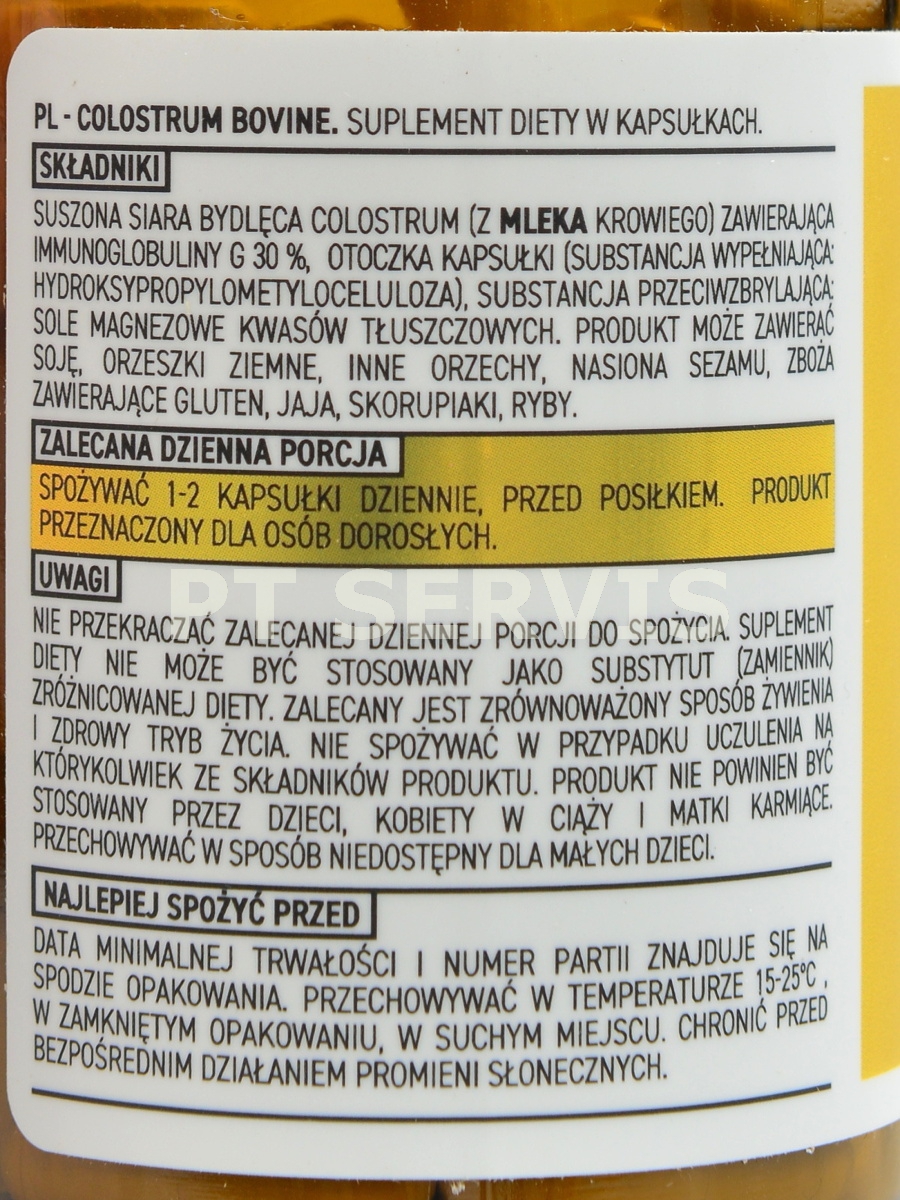 PL - COLOSTRUM BOVINE. SUPLEMENT DIETY W KAPSUŁKACH.
SKŁADNIKI
SUSZONA SIARA BYDLĘCA COLOSTRUM (Z MLEKA KROWIEGO) ZAWIERAJĄCA
IMMUNOGLOBULINY G 30 %, OTOCZKA KAPSUŁKI (SUBSTANCJA WYPEŁNIAJĄCA:
HYDROKSYPROPYLOMETYLOCELULOZA), SUBSTANCJA PRZECIWZBRYLAJĄCA:
SOLE MAGNEZOWE KWASÓW TŁUSZCZOWYCH. PRODUKT MOŻE ZAWIERAĆ
SOJĘ, ORZESZKI ZIEMNE, INNE ORZECHY, NASIONA SEZAMU, ZBOŻA
ZAWIERAJĄCE GLUTEN, JAJA, SKORUPIAKI, RYBY.
ZALECANA DZIENNA PORCJA
SPOŻYWAĆ 1-2 KAPSUŁKI DZIENNIE, PRZED POSIŁKIEM. PRODUKT
PRZEZNACZONY DLA OSÓB DOROSŁYCH.
UWAGI
PT SERVIS
NIE PRZEKRACZAĆ ZALECANEJ DZIENNEJ PORCJI DO SPOŻYCIA. SUPLEMENT
DIETY NIE MOŻE BYĆ STOSOWANY JAKO SUBSTYTUT (ZAMIENNIK)
ZRÓŻNICOWANEJ DIETY. ZALECANY JEST ZRÓWNOWAŻONY SPOSÓB ŻYWIENIA
I ZDROWY TRYB ŻYCIA. NIE SPOŻYWAĆ W PRZYPADKU UCZULENIA NA
KTÓRYKOLWIEK ZE SKŁADNIKÓW PRODUKTU. PRODUKT NIE POWINIEN BYĆ
STOSOWANY PRZEZ DZIECI, KOBIETY W CIĄŻY I MATKI KARMIĄCE.
PRZECHOWYWAĆ W SPOSÓB NIEDOSTĘPNY DLA MAŁYCH DZIECI.
NAJLEPIEJ SPOŻYĆ PRZED
DATA MINIMALNEJ TRWAŁOŚCI I NUMER PARTII ZNAJDUJE SIĘ NA
SPODZIE OPAKOWANIA. PRZECHOWYWAĆ W TEMPERATURZE 15-25°C ,
W ZAMKNIĘTYM OPAKOWANIU, W SUCHYM MIEJSCU. CHRONIĆ PRZED
BEZPOŚREDNIM DZIAŁANIEM PROMIENI SŁONECZNYCH.